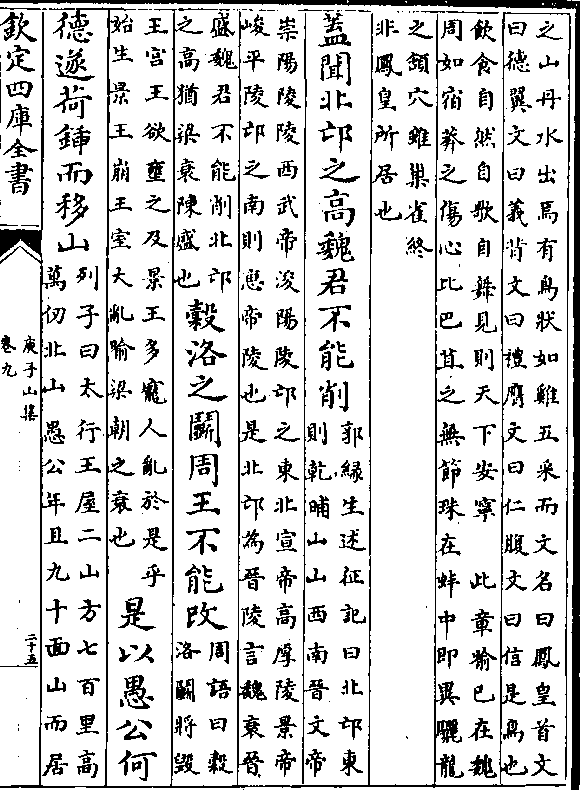 之山丹水出焉有鳥狀如雞五采而文名曰鳳皇首文
曰德翼文曰義背文曰禮膺文曰仁腹文曰信是鳥也
飲食自然自歌自舞見則天下安寧　此章喻已在魏
周如宿莽之傷心比巴苴之無節珠在蚌中即異驪龍
之頷穴雖巢雀終
非鳳皇所居也
蓋聞北邙之高魏君不能削
郭緣生述征記曰北邙東
則乾脯山山西南晉文帝
崇陽陵陵西武帝浚陽陵邙之東北宣帝高厚陵景帝
峻平陵邙之南則惠帝陵也是北邙為晉陵言魏衰晉
盛魏君不能削北邙
之高猶梁衰陳盛也
穀洛之鬭周王不能改
周語曰穀
洛鬭將毀
王宮王欲壅之及景王多寵人亂於是乎
始生景王崩王室大亂喻梁朝之衰也
是以愚公何
德遂荷鍤而移山
列子曰太行王屋二山方七百里高
萬仞北山愚公年且九十面山而居
欽定四庫全書
庾子山集
卷九
二十五